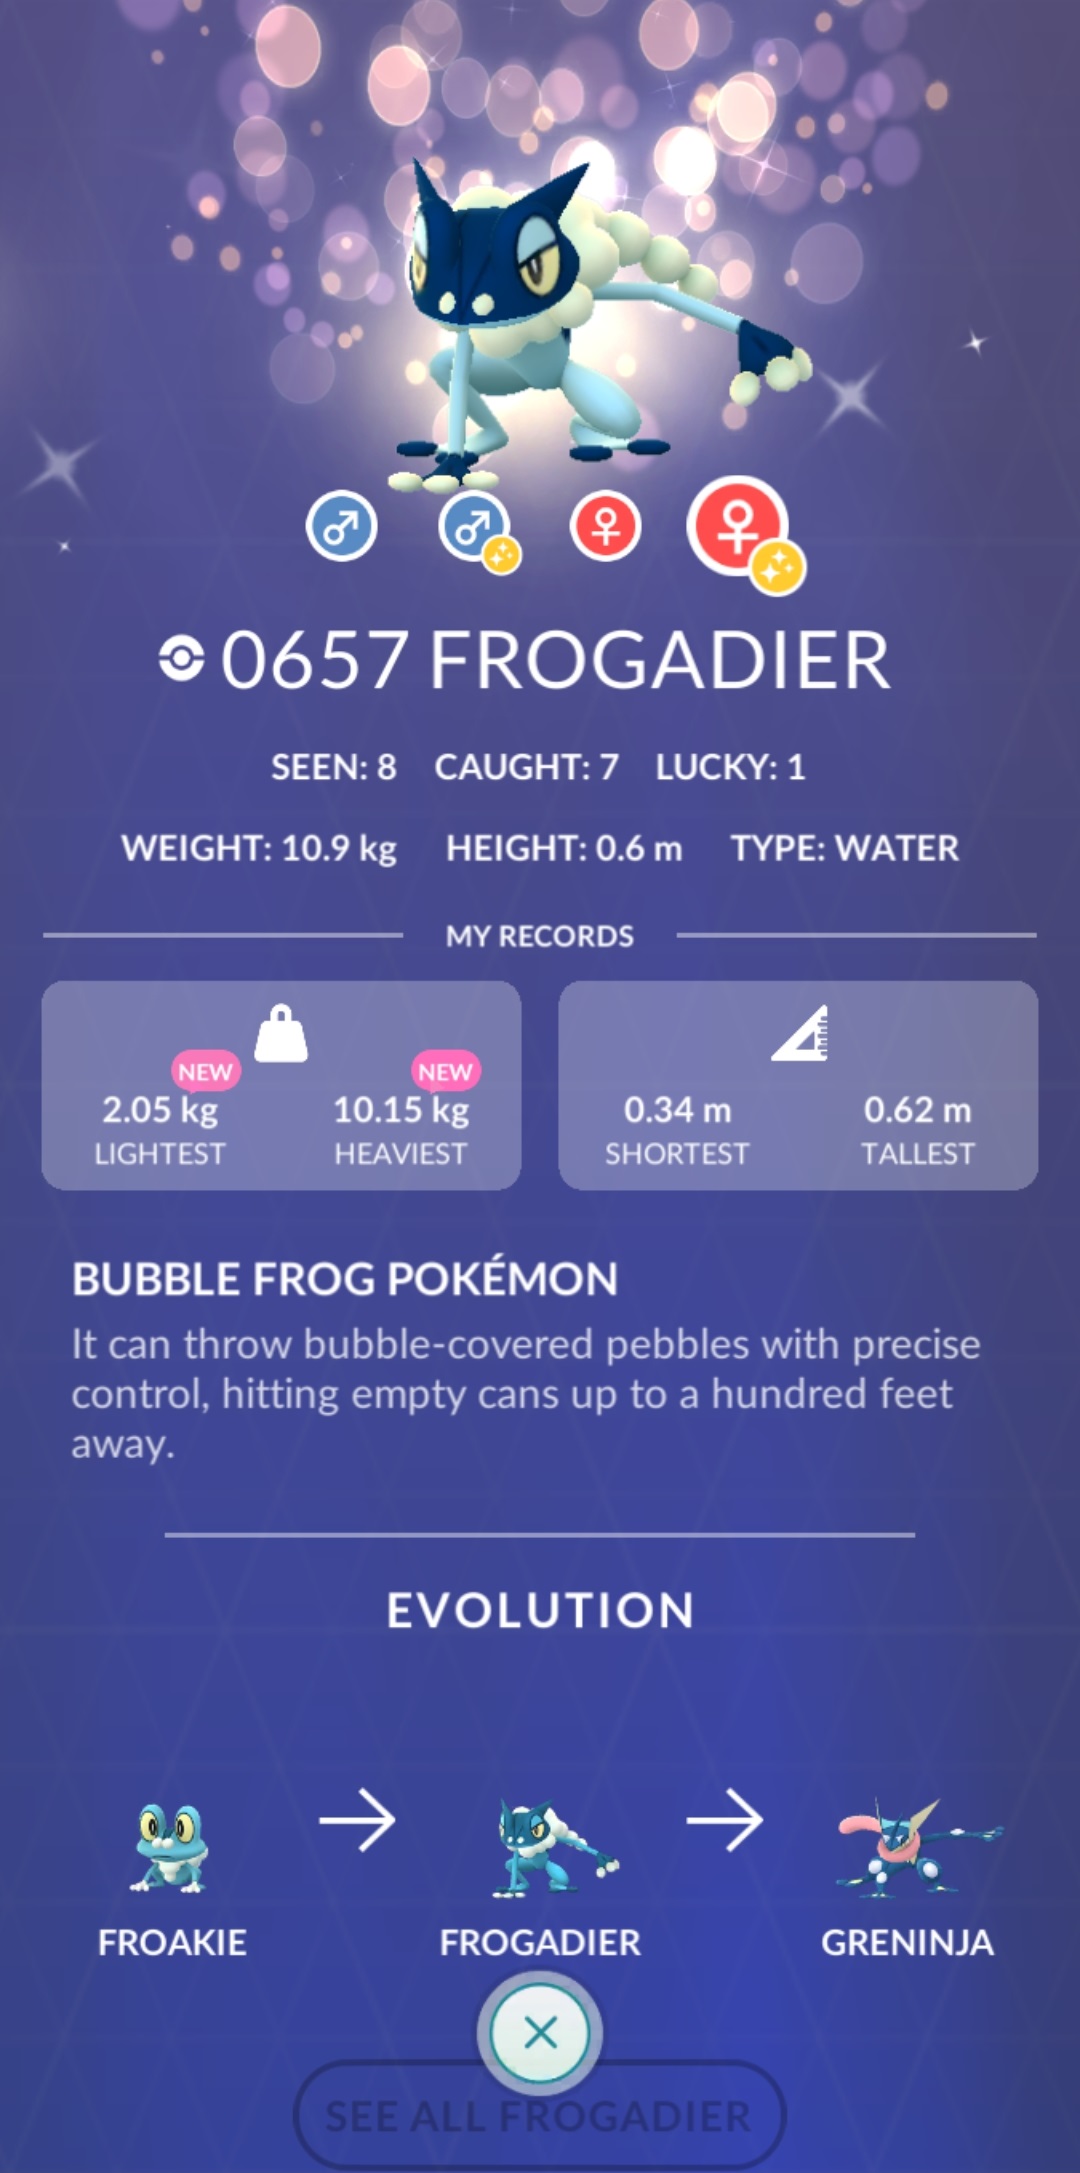 0657 FROGADIER
SEEN: 8 CAUGHT: 7 LUCKY: 1
WEIGHT: 10.9 kg HEIGHT: 0.6 m TYPE: WATER
MY RECORDS
NEW NEW
2.05 kg 10.15 kg 0.34 m 0.62 m
LIGHTEST HEAVIEST SHORTEST TALLEST
BUBBLE FROG POKÉMON
It can throw bubble-covered pebbles with precise
control, hitting empty cans up to a hundred feet
away.
EVOLUTION
FROAKIE FROGADIER GRENINJA
SEE ALL FROGADIER